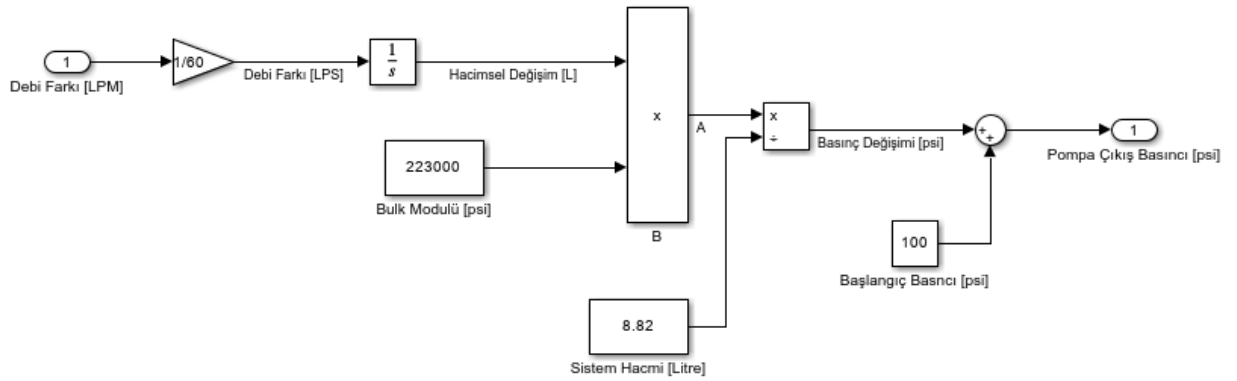 1
Debi Farkı [LPM]
1/60
Debi Farkı [LPS]
1
s
Hacimsel Değişim [L]
223000
Bulk Modülü [psi]
x
B
A
x
÷
Basınç Değişimi [psi]
8.82
Sistem Hacmi [Litre]
+
+
100
Başlangıç Basncı [psi]
1
Pompa Çıkış Basıncı [psi]